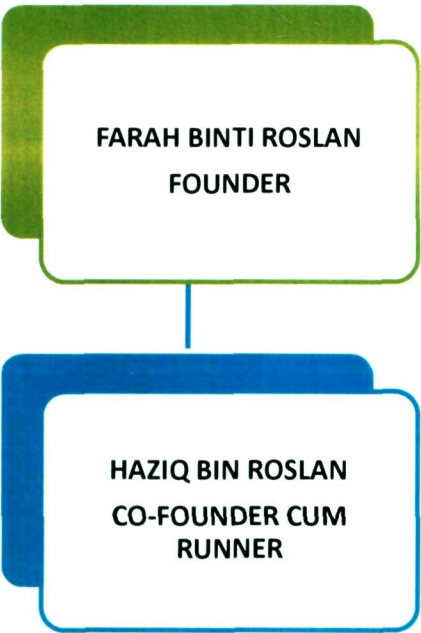 FARAH BINTI ROSLAN
FOUNDER
HAZIQ BIN ROSLAN
CO-FOUNDER CUM
RUNNER